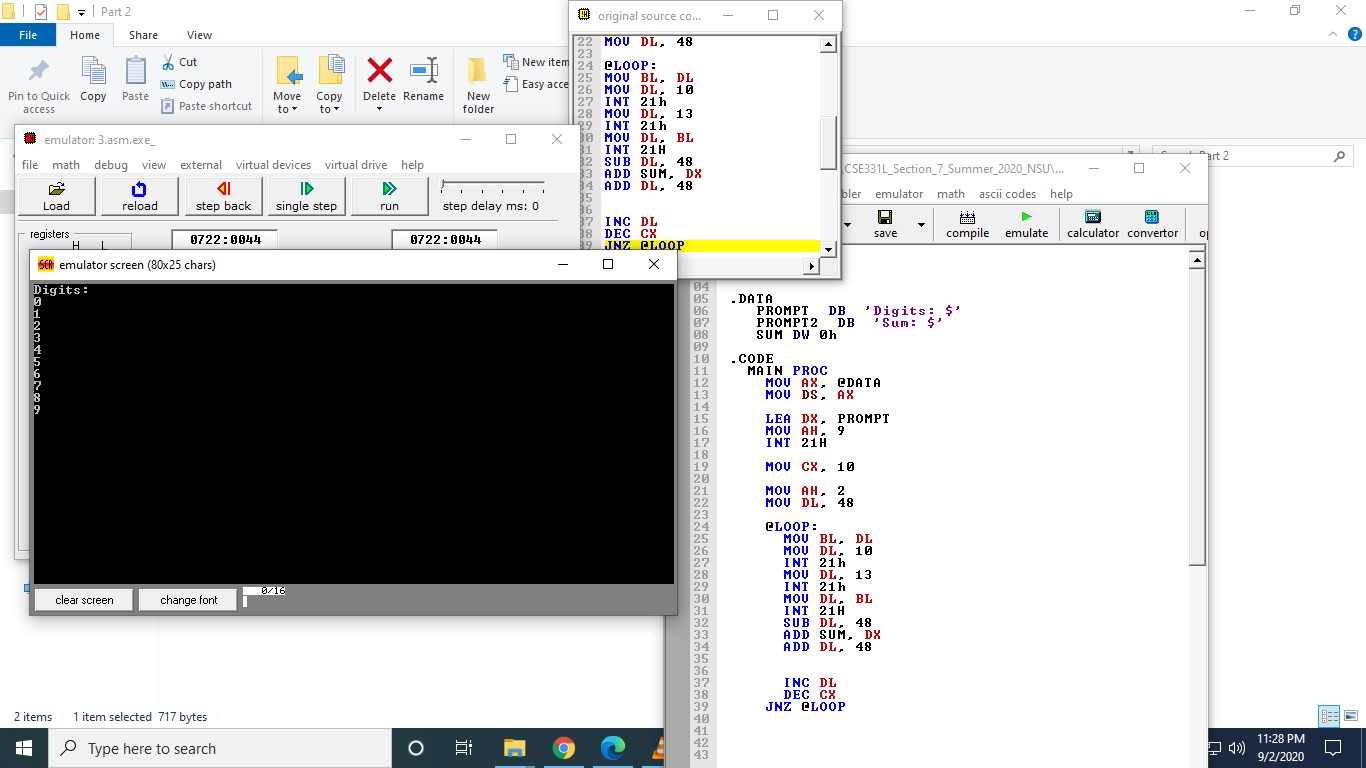 Part 2
File Home Share View
Pin to Quick access
Copy
Paste
Cut
Copy path
Paste shortcut
Move to
Copy to
Delete
Rename
New folder
New item
Easy acce
original source co...
22 MOV DL, 48
23
24 @LOOP:
25 MOV BL, DL
26 MOV DL, 10
27 INT 21h
28 MOV DL, 13
29 INT 21h
30 MOV DL, BL
31 INT 21H
32 SUB DL, 48
33 ADD SUM, DX
34 ADD DL, 48
35
36
37 INC DL
38 DEC CX
39 JNZ @LOOP
emulator: 3.asm.exe_
file math debug view external virtual devices virtual drive help
Load reload step back single step run step delay ms: 0
registers
H L
0722:0044 0722:0044
emulator screen (80x25 chars)
Digits:
0
1
2
3
4
5
6
7
8
9
clear screen change font 0/16
Part 2
\CSE331L_Section_7_Summer_2020_NSU\...
bler emulator math ascii codes help
save compile emulate calculator convertor op
04
05 .DATA
06 PROMPT DB 'Digits: $'
07 PROMPT2 DB 'Sum: $'
08 SUM DW 0h
09
10 .CODE
11 MAIN PROC
12 MOV AX, @DATA
13 MOV DS, AX
14
15 LEA DX, PROMPT
16 MOV AH, 9
17 INT 21H
18
19 MOV CX, 10
20
21 MOV AH, 2
22 MOV DL, 48
23
24 @LOOP:
25 MOV BL, DL
26 MOV DL, 10
27 INT 21h
28 MOV DL, 13
29 INT 21h
30 MOV DL, BL
31 INT 21H
32 SUB DL, 48
33 ADD SUM, DX
34 ADD DL, 48
35
36
37 INC DL
38 DEC CX
39 JNZ @LOOP
40
41
42
43
2 items 1 item selected 717 bytes
Type here to search
11:28 PM
9/2/2020